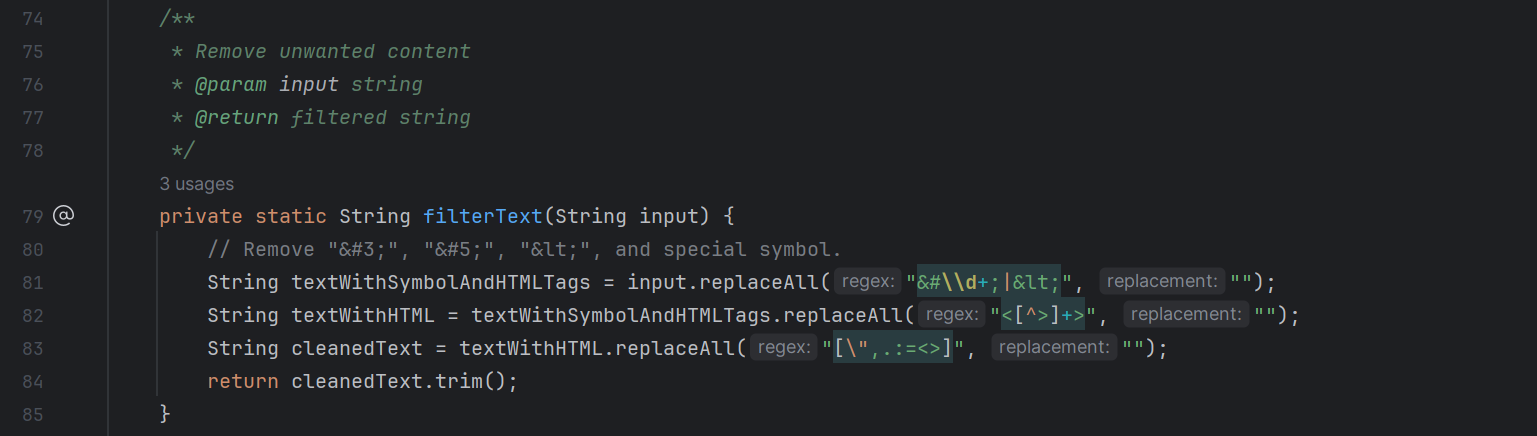 74 /**
75 * Remove unwanted content
76 * @param input string
77 * @return filtered string
78 */
3 usages
79 @ private static String filterText(String input) {
80 // Remove "&#3;", "&#5;", "&lt;", and special symbol.
81 String textWithSymbolAndHTMLTags = input.replaceAll( regex: "&#\\d+;|&lt;", replacement: "");
82 String textWithHTML = textWithSymbolAndHTMLTags.replaceAll( regex: "<[^>]+>", replacement: "");
83 String cleanedText = textWithHTML.replaceAll( regex: "[\",.:=<>]", replacement: "");
84 return cleanedText.trim();
85 }